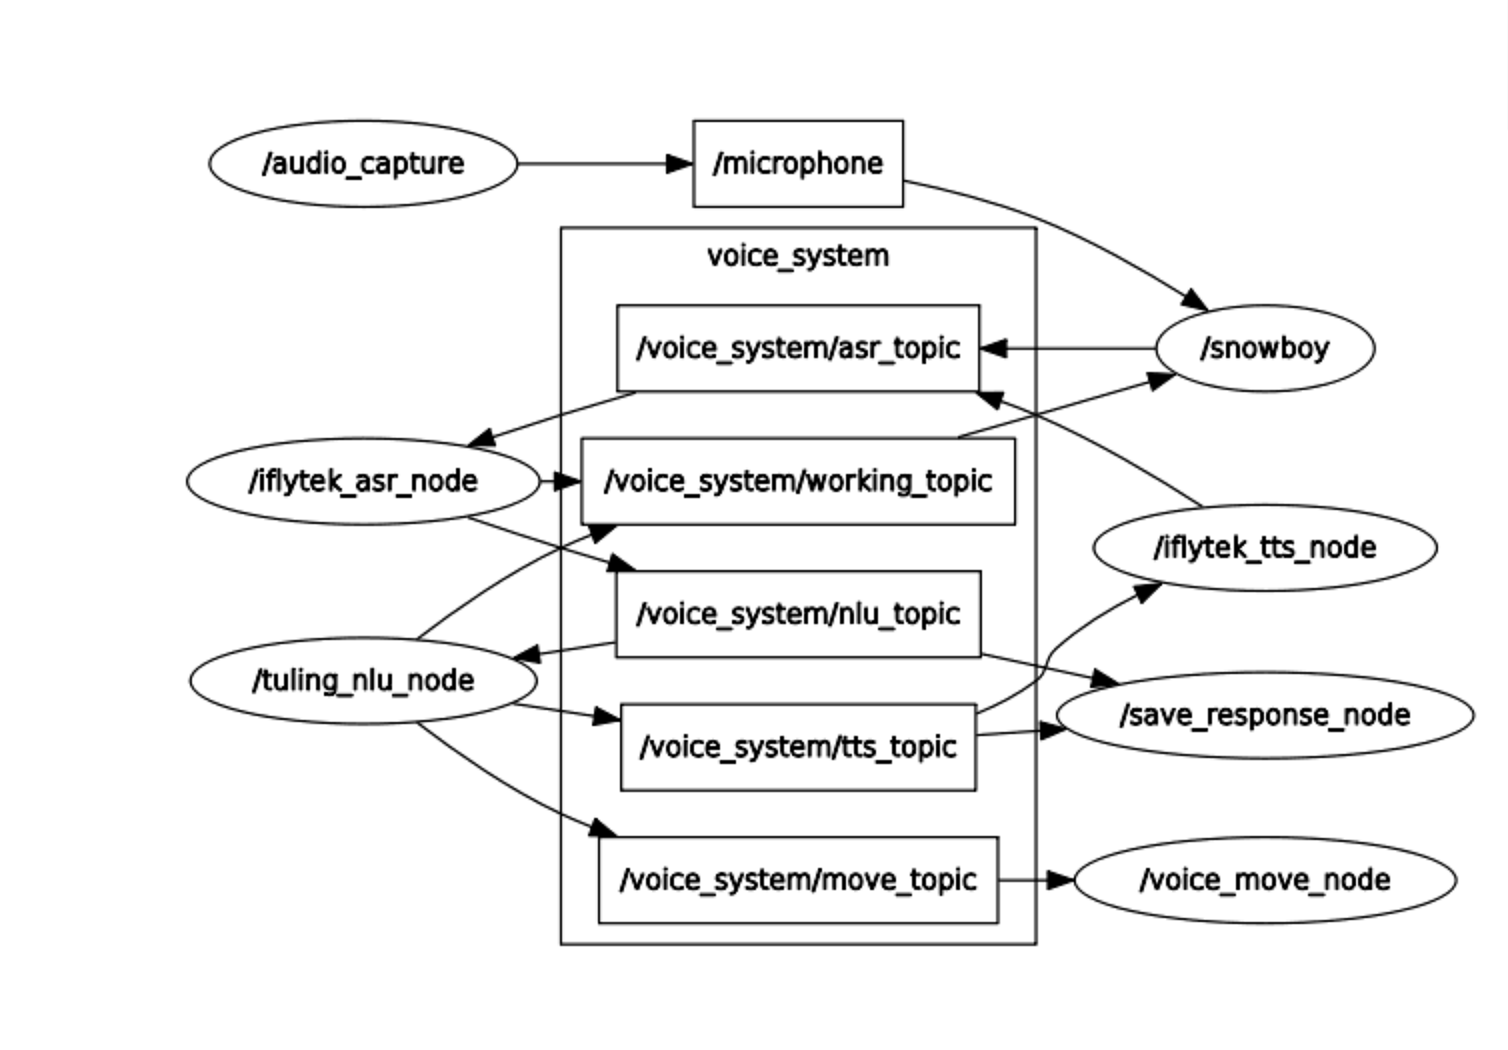 /audio_capture
/microphone
voice_system
/voice_system/asr_topic
/snowboy
/iflytek_asr_node
/voice_system/working_topic
/iflytek_tts_node
/voice_system/nlu_topic
/tuling_nlu_node
/save_response_node
/voice_system/tts_topic
/voice_system/move_topic
/voice_move_node